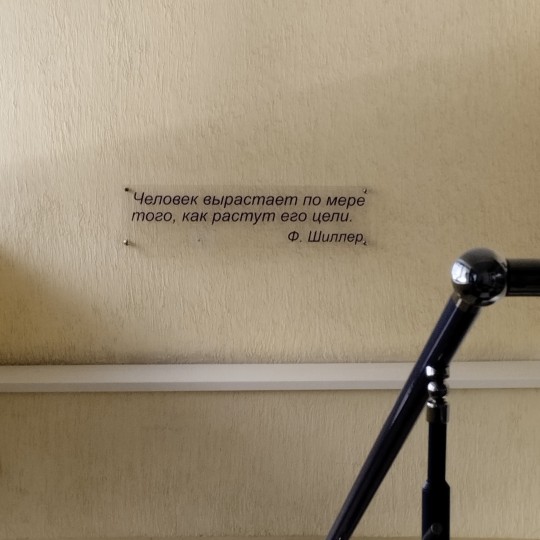 Человек вырастает по мере
того, как растут его цели.
Ф. Шиллер